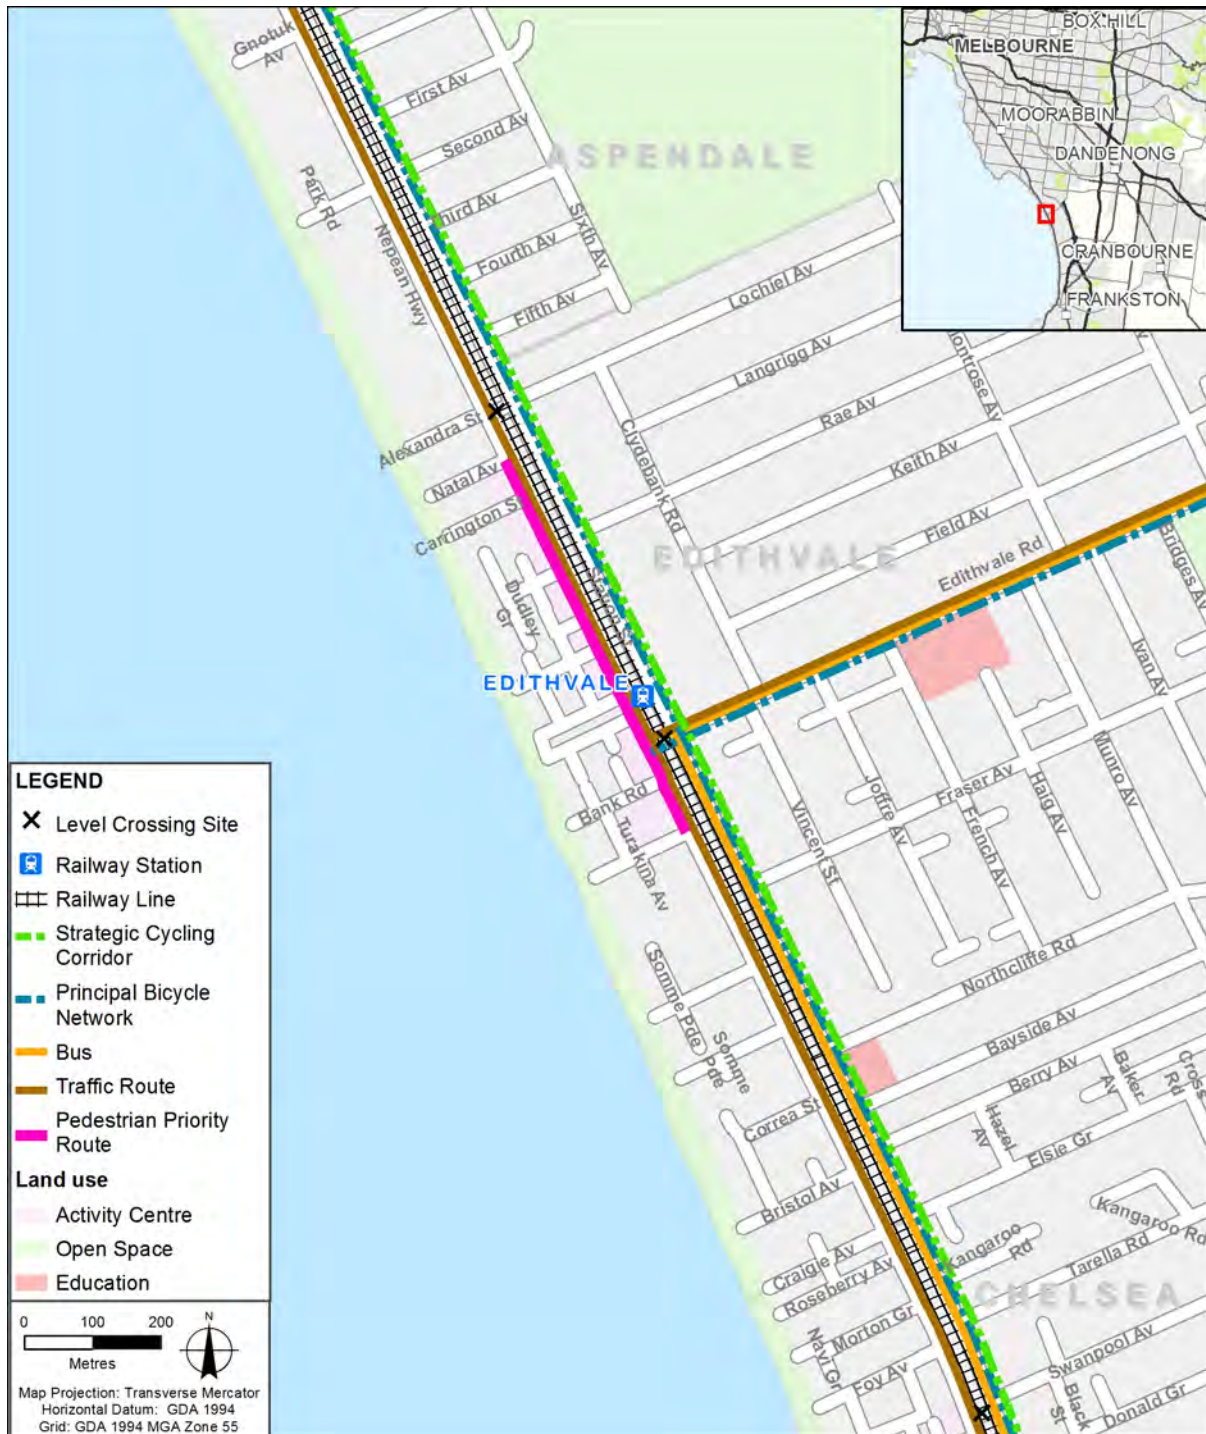 Gnotuk
Av
First Av
Second Av
ASPENDALE
Park Rd
Third Av
Sixth Av
Nepean Hwy
Fourth Av
Fifth Av
Lochiel Av
BOX HILL
MELBOURNE
MOORABBIN
DANDENONG
CRANBOURNE
FRANKSTON
Langrigg Av
Rae Av
Alexandra St
Clydebank Rd
Keith Av
Natal Av
Carrington St
Field Av
EDITHVALE
Edithvale Rd
Bridges Av
Dudley
Gr
Ivan Av
EDITHVALE
Bank Rd
Turakina Av
Vincent St
Joffre Av
Fraser Av
French Av
Haig Av
Munro Av
Northcliffe Rd
Somme Pde
Somme
Pde
Bayside Av
Berry Av
Baker
Av
Cross
Rd
Correa St
Hazel
Av
Elsie Gr
Bristol Av
Kangaroo Rd
Kangaroo
Rd
Tarella Rd
Craigie Av
Roseberry Av
CHELSEA
Morton Gr
Navi Gr
Foy Av
Swanpool Av
Black
St
Donald Gr
LEGEND
Level Crossing Site
Railway Station
Railway Line
Strategic Cycling
Corridor
Principal Bicycle
Network
Bus
Traffic Route
Pedestrian Priority
Route
Land use
Activity Centre
Open Space
Education
0 100 200
Metres
N
Map Projection: Transverse Mercator
Horizontal Datum: GDA 1994
Grid: GDA 1994 MGA Zone 55